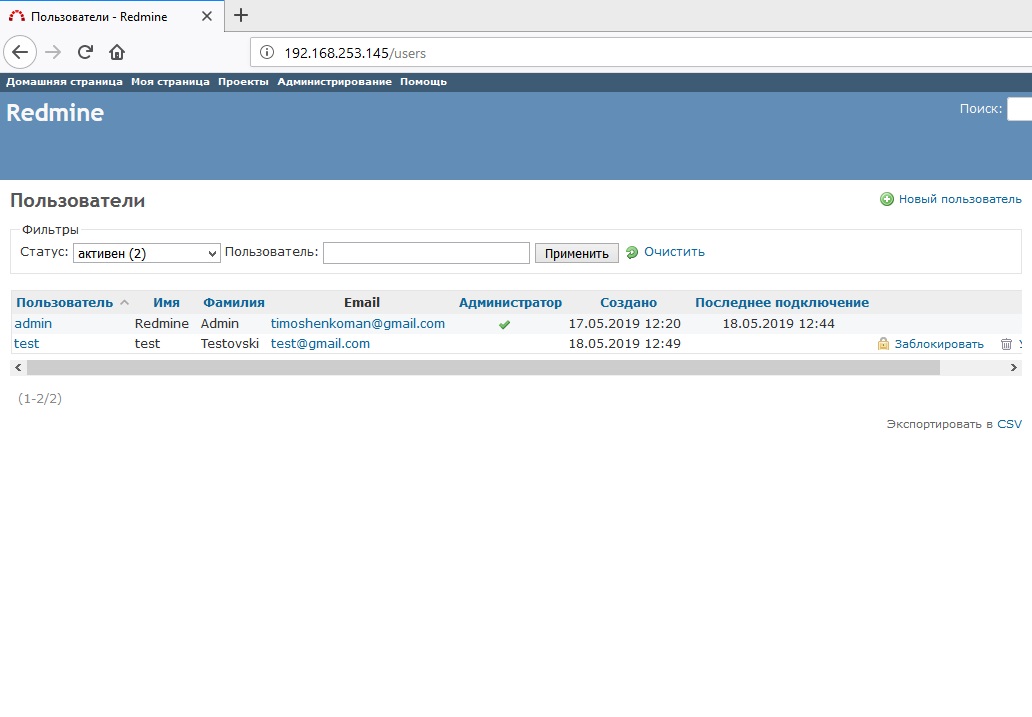 Пользователи - Redmine
192.168.253.145/users
Домашняя страница Моя страница Проекты Администрирование Помощь
Redmine
Поиск:
Пользователи
Новый пользователь
Фильтры
Статус: активен (2) Пользователь: Применить Очистить
Пользователь Имя Фамилия Email Администратор Создано Последнее подключение
admin Redmine Admin timoshenkoman@gmail.com 17.05.2019 12:20 18.05.2019 12:44
test test Testovski test@gmail.com 18.05.2019 12:49 Заблокировать
(1-2/2)
Экспортировать в CSV